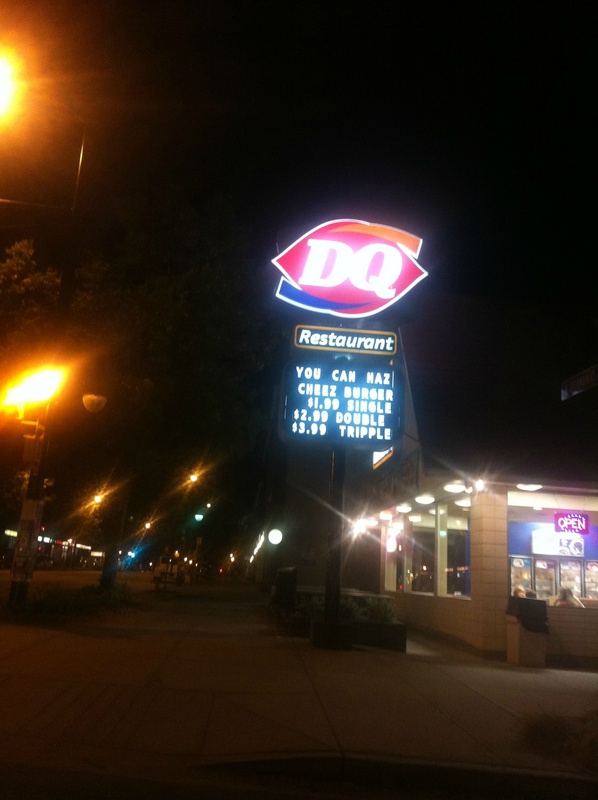 DQ
Restaurant
YOU CAN HAZ
CHEEZ BURGER
$1.99 SINGLE
$2.99 DOUBLE
$3.99 TRIPPLE
OPEN